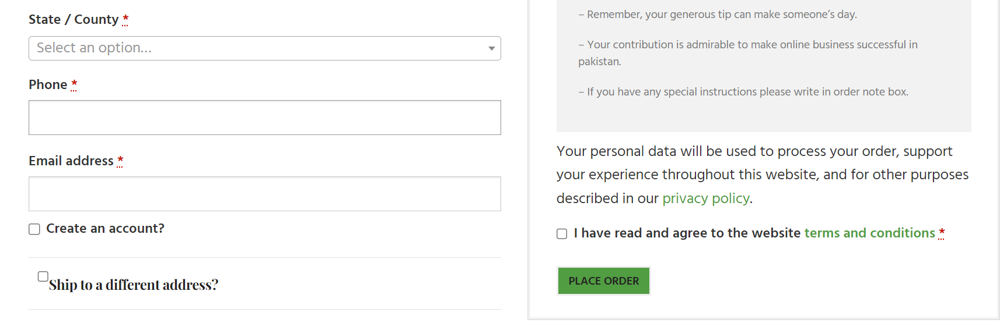 State / County *
Select an option...
Phone *
Email address *
Create an account?
Ship to a different address?
– Remember, your generous tip can make someone’s day.
– Your contribution is admirable to make online business successful in
pakistan.
– If you have any special instructions please write in order note box.
Your personal data will be used to process your order, support
your experience throughout this website, and for other purposes
described in our privacy policy.
I have read and agree to the website terms and conditions *
PLACE ORDER